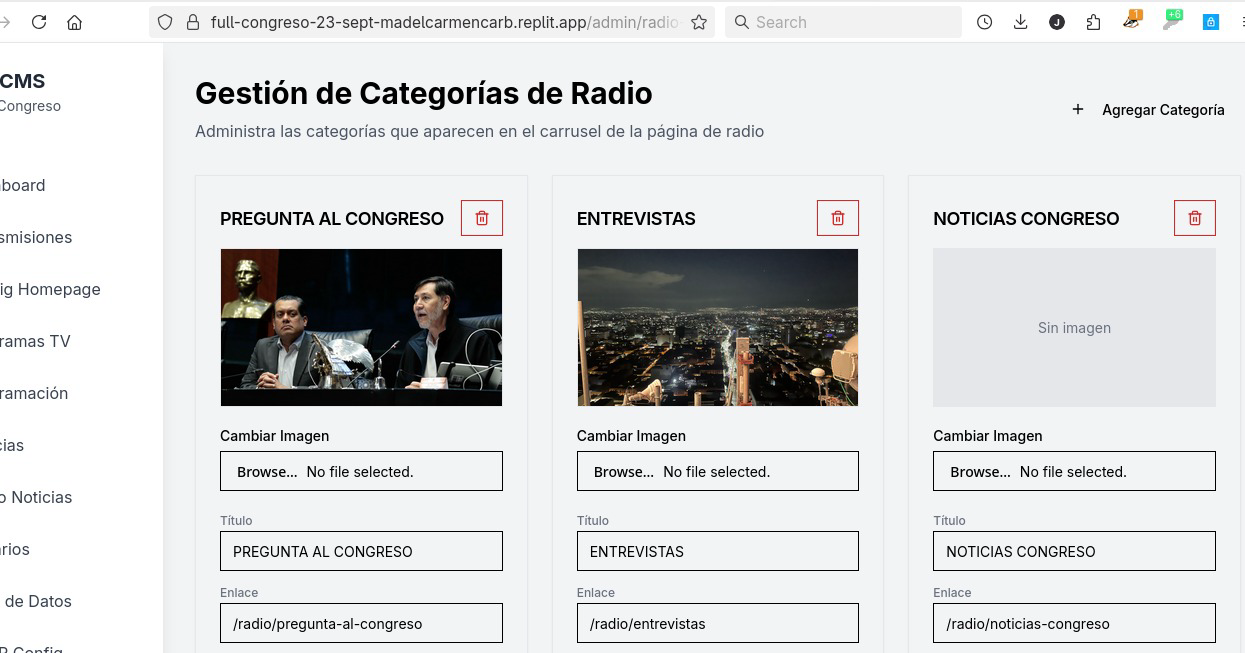 full-congreso-23-sept-madelcarmencarb.replit.app/admin/radio-
Search
J
1
+6
CMS
Congreso
board
smisiones
ig Homepage
ramas TV
ramación
cias
o Noticias
arios
de Datos
P Config
Gestión de Categorías de Radio
Administra las categorías que aparecen en el carrusel de la página de radio
+ Agregar Categoría
PREGUNTA AL CONGRESO
Cambiar Imagen
Browse... No file selected.
Título
PREGUNTA AL CONGRESO
Enlace
/radio/pregunta-al-congreso
ENTREVISTAS
Cambiar Imagen
Browse... No file selected.
Título
ENTREVISTAS
Enlace
/radio/entrevistas
NOTICIAS CONGRESO
Sin imagen
Cambiar Imagen
Browse... No file selected.
Título
NOTICIAS CONGRESO
Enlace
/radio/noticias-congreso